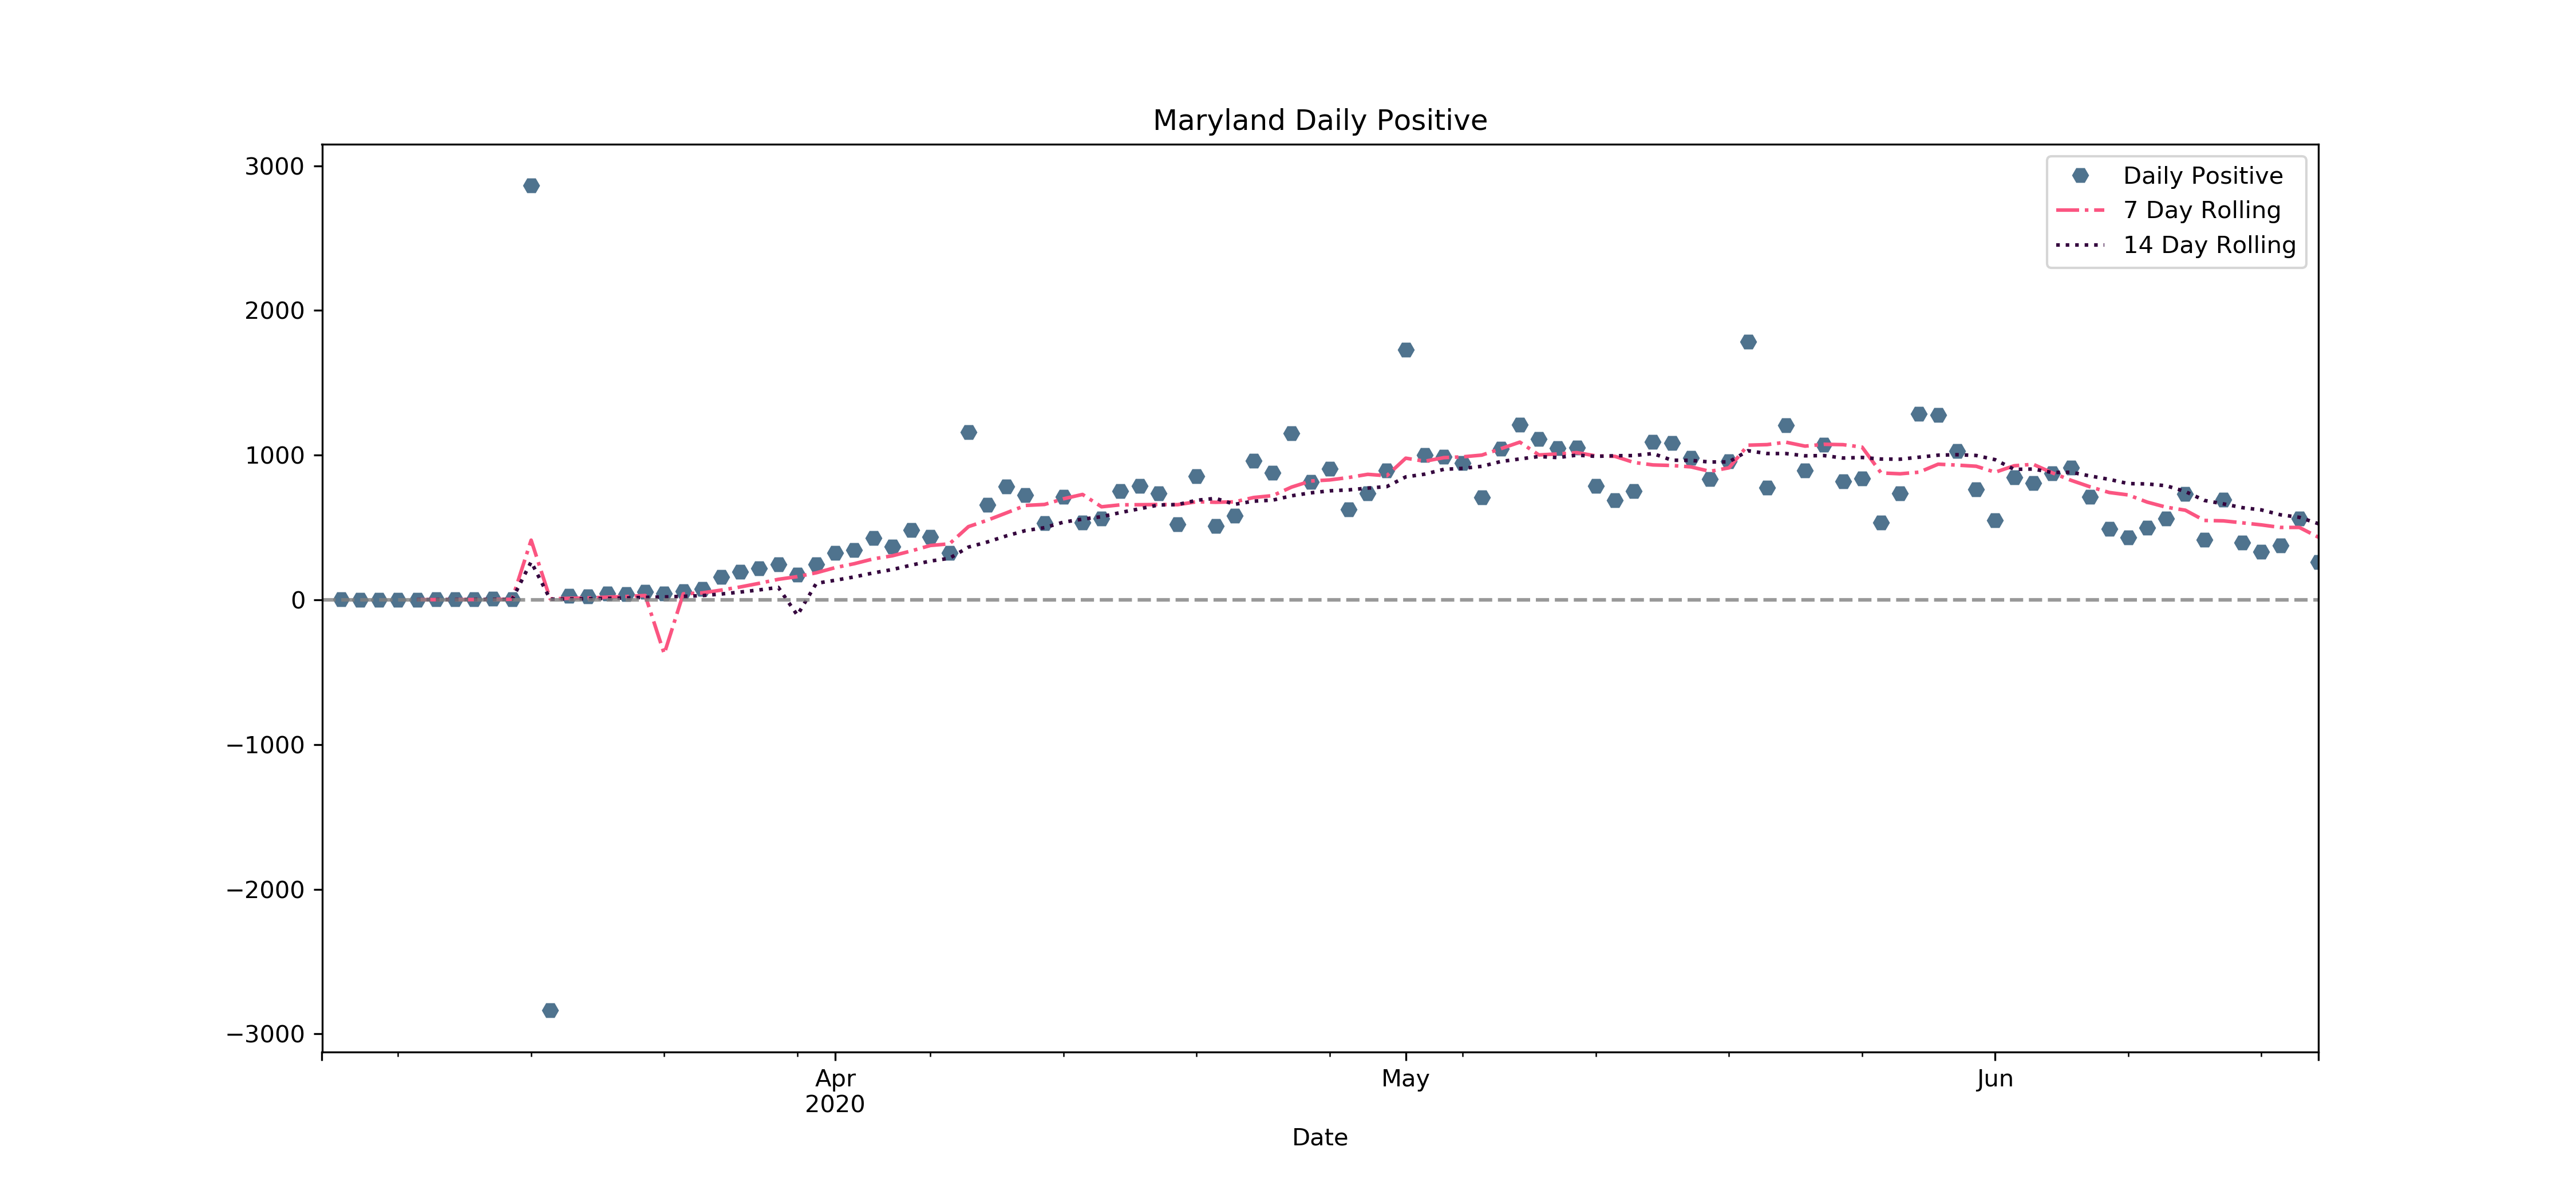 Maryland Daily Positive
3000
2000
1000
0
−1000
−2000
−3000
Daily Positive
7 Day Rolling
14 Day Rolling
Apr
2020
May
Jun
Date